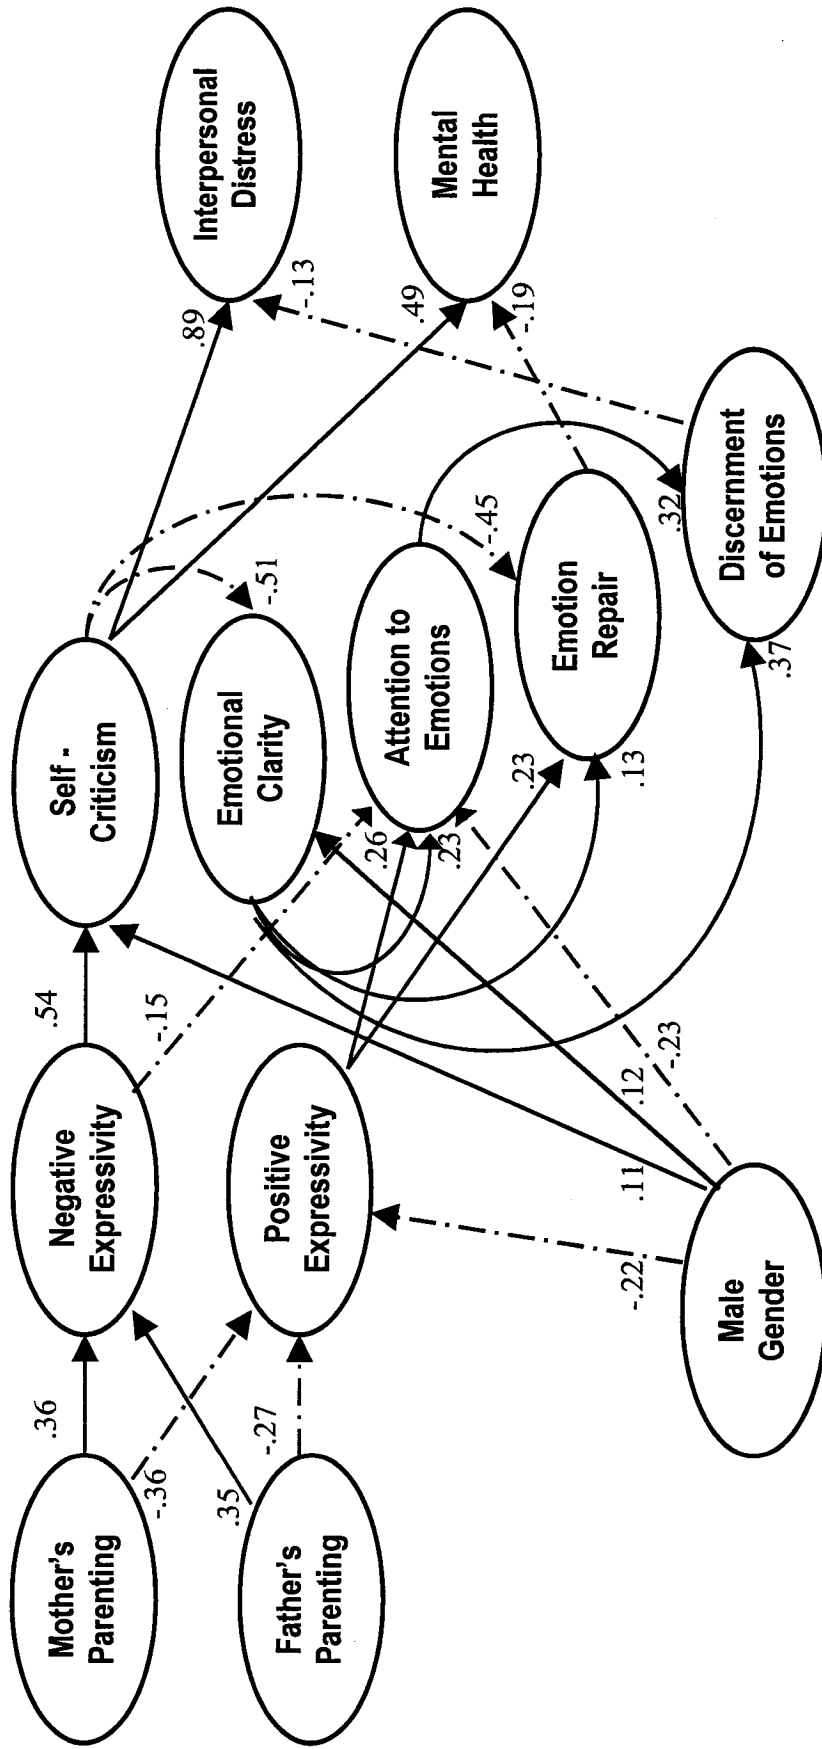 Mother's
Parenting
Father's
Parenting
Male
Gender
Negative
Expressivity
Positive
Expressivity
Self -
Criticism
Emotional
Clarity
Attention to
Emotions
Emotion
Repair
Discernment
of Emotions
Interpersonal
Distress
Mental
Health
.36
-.36
.35
-.27
-.22
.54
-.15
.11
.12
-.23
.26
.23
.23
.13
.37
-.51
-.45
.32
.89
-.13
.49
-.19